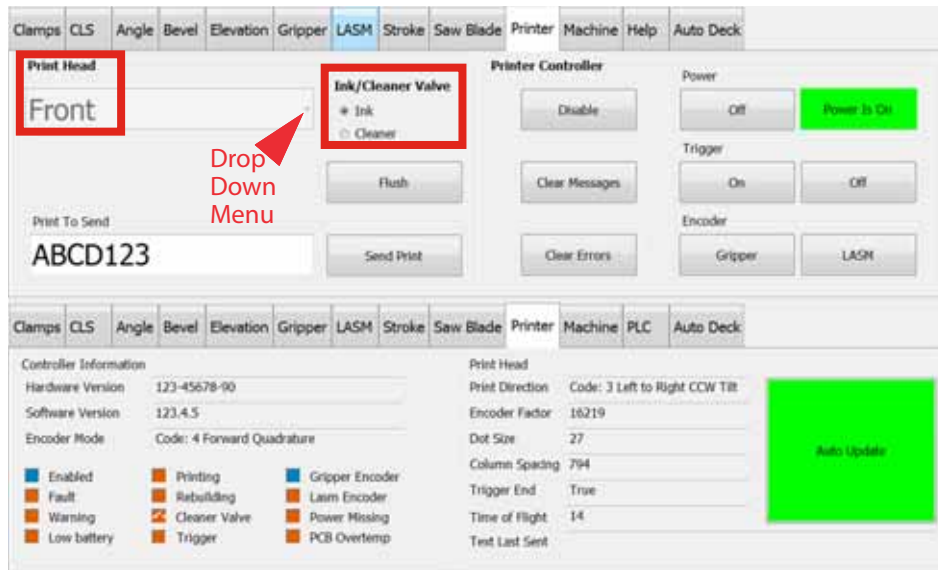 Clamps CLS Angle Bevel Elevation Gripper LASM Stroke Saw Blade Printer Machine Help Auto Deck
Print Head
Front
Drop
Down
Menu
Ink/Cleaner Valve
Ink
Cleaner
Flush
Print To Send
ABCD123
Send Print
Printer Controller
Disable
Clear Messages
Clear Errors
Power
Off Power Is On
Trigger
On Off
Encoder
Gripper LASM
Clamps CLS Angle Bevel Elevation Gripper LASM Stroke Saw Blade Printer Machine PLC Auto Deck
Controller Information
Hardware Version 123-45678-90
Software Version 123.4.5
Encoder Mode Code: 4 Forward Quadrature
Enabled Printing Gripper Encoder
Fault Rebuilding Lasm Encoder
Warning Cleaner Valve Power Missing
Low battery Trigger PCB Overtemp
Print Head
Print Direction Code: 3 Left to Right CCW Tilt
Encoder Factor 16219
Dot Size 27
Column Spacing 794
Trigger End True
Time of Flight 14
Text Last Sent
Auto Update